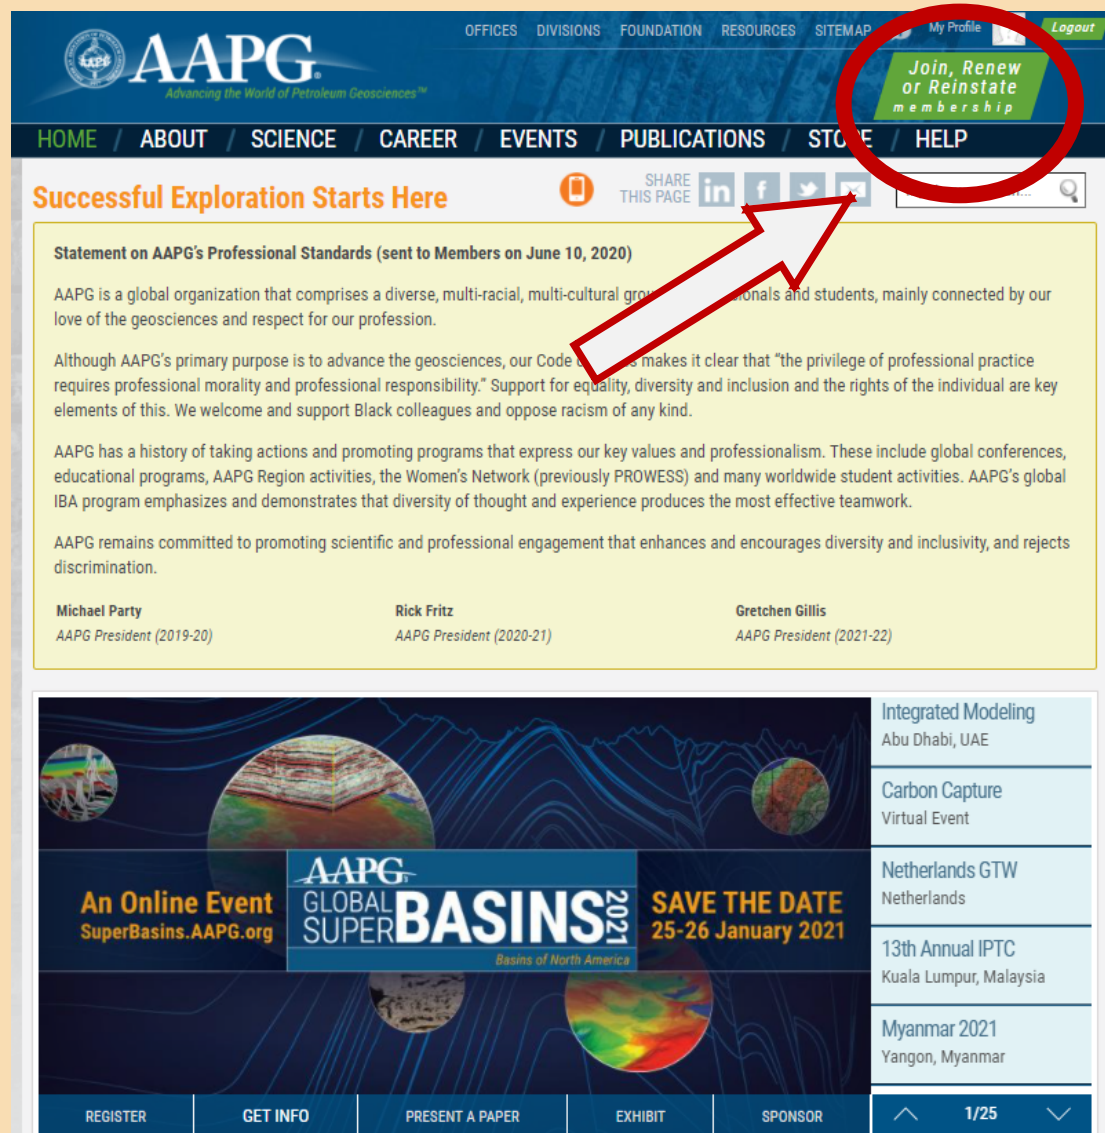 OFFICES DIVISIONS FOUNDATION RESOURCES SITEMAP My Profile Logout
AAPG
Advancing the World of Petroleum Geosciences™
Join, Renew
or Reinstate
membership
HOME / ABOUT / SCIENCE / CAREER / EVENTS / PUBLICATIONS / STORE / HELP
Successful Exploration Starts Here
SHARE
THIS PAGE
in f
Statement on AAPG's Professional Standards (sent to Members on June 10, 2020)
AAPG is a global organization that comprises a diverse, multi-racial, multi-cultural and students, mainly connected by our
love of the geosciences and respect for our profession.
Although AAPG's primary purpose is to advance the geosciences, our Code makes it clear that “the privilege of professional practice
requires professional morality and professional responsibility.” Support for equality, diversity and inclusion and the rights of the individual are key
elements of this. We welcome and support Black colleagues and oppose racism of any kind.
AAPG has a history of taking actions and promoting programs that express our key values and professionalism. These include global conferences,
educational programs, AAPG Region activities, the Women's Network (previously PROWESS) and many worldwide student activities. AAPG's global
IBA program emphasizes and demonstrates that diversity of thought and experience produces the most effective teamwork.
AAPG remains committed to promoting scientific and professional engagement that enhances and encourages diversity and inclusivity, and rejects
discrimination.
Michael Party Rick Fritz Gretchen Gillis
AAPG President (2019-20) AAPG President (2020-21) AAPG President (2021-22)
An Online Event
SuperBasins.AAPG.org
AAPG
GLOBAL
SUPER BASINS 2021
Basins of North America
SAVE THE DATE
25-26 January 2021
Integrated Modeling
Abu Dhabi, UAE
Carbon Capture
Virtual Event
Netherlands GTW
Netherlands
13th Annual IPTC
Kuala Lumpur, Malaysia
Myanmar 2021
Yangon, Myanmar
REGISTER GET INFO PRESENT A PAPER EXHIBIT SPONSOR 1/25